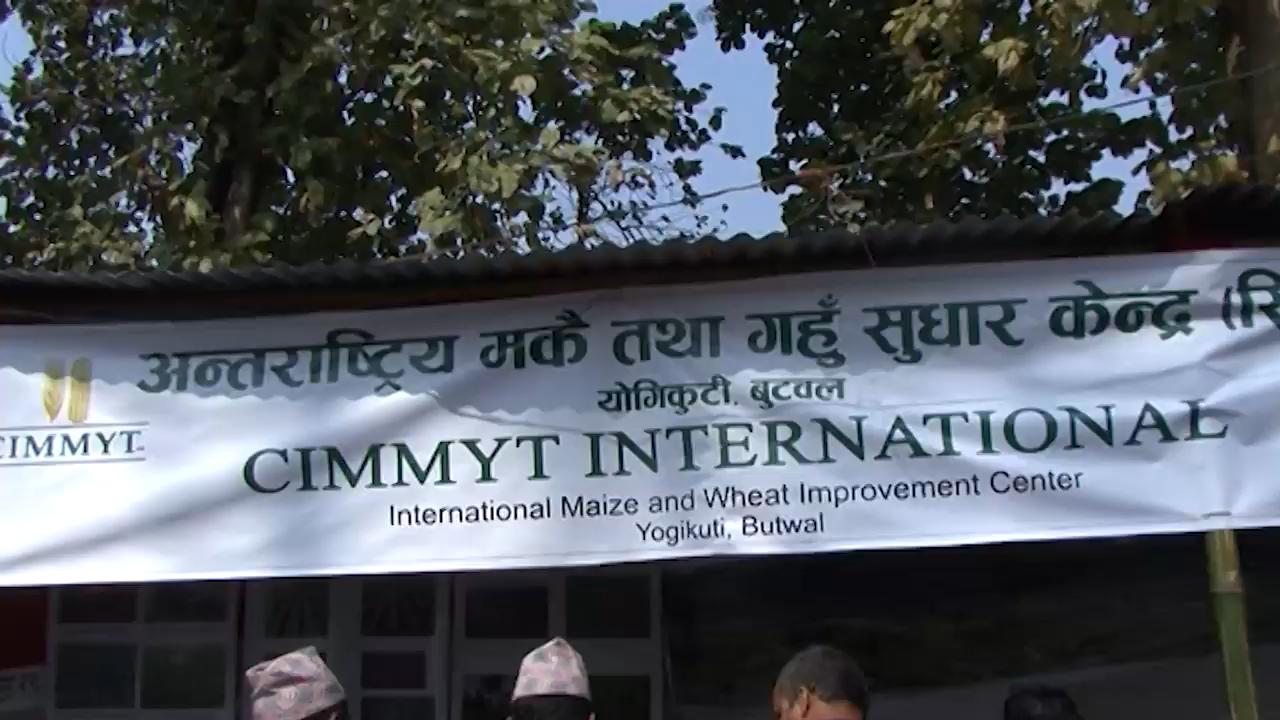 अन्तराष्ट्रिय मकै तथा गहुँ सुधार केन्द्र
योगिकुटी, बुटवल
CIMMYT
CIMMYT INTERNATIONAL
International Maize and Wheat Improvement Center
Yogikuti, Butwal